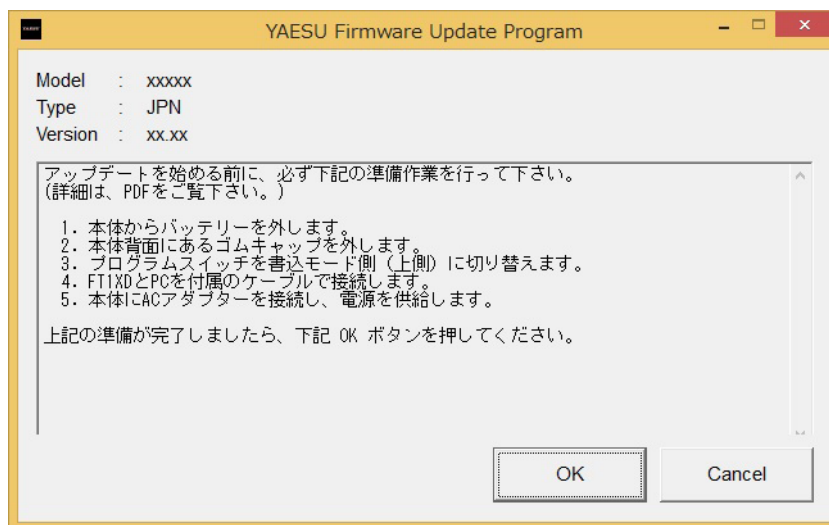 YAESU Firmware Update Program
Model : xxxxx
Type : JPN
Version : xx.xx
アップデートを始める前に、必ず下記の準備作業を行って下さい。
(詳細は、PDFをご覧下さい。)
1. 本体からバッテリーを外します。
2. 本体背面にあるゴムキャップを外します。
3. プログラムスイッチを書込モード側（上側）に切り替えます。
4. FT1XDとPCを付属のケーブルで接続します。
5. 本体にACアダプターを接続し、電源を供給します。
上記の準備が完了しましたら、下記 OK ボタンを押してください。
OK Cancel